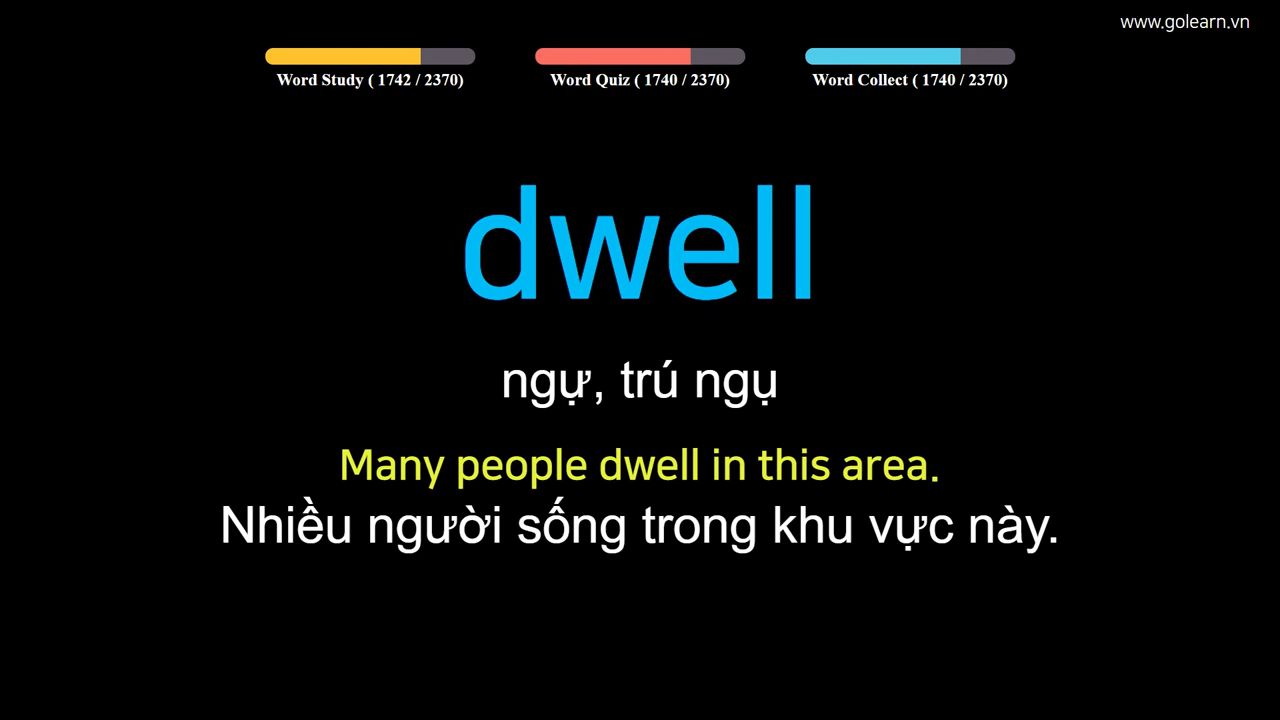 www.golearn.vn
Word Study ( 1742 / 2370)
Word Quiz ( 1740 / 2370)
Word Collect ( 1740 / 2370)
dwell
ngự, trú ngụ
Many people dwell in this area.
Nhiều người sống trong khu vực này.